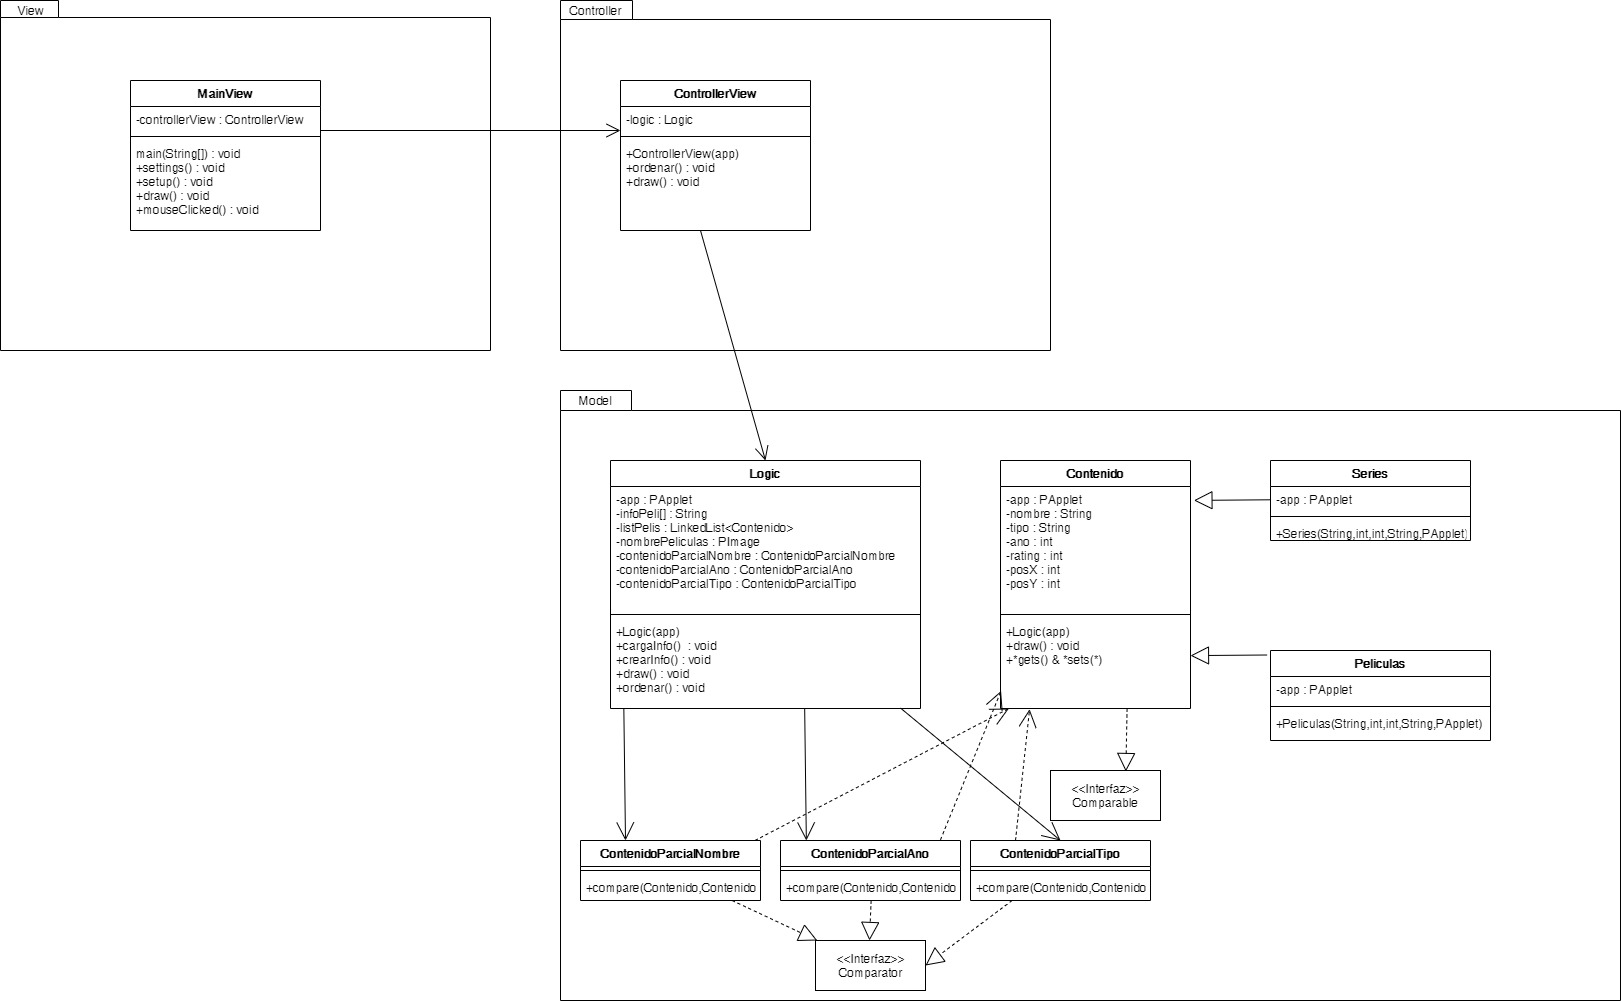 View
MainView
-controllerView : ControllerView
main(String[]) : void
+settings() : void
+setup() : void
+draw() : void
+mouseClicked() : void
Controller
ControllerView
-logic : Logic
+ControllerView(app)
+ordenar() : void
+draw() : void
Model
Logic
-app : PApplet
-infoPeli[] : String
-listPelis : LinkedList<Contenido>
-nombrePeliculas : PImage
-contenidoParcialNombre : ContenidoParcialNombre
-contenidoParcialAno : ContenidoParcialAno
-contenidoParcialTipo : ContenidoParcialTipo
+Logic(app)
+cargaInfo()  : void
+crearInfo() : void
+draw() : void
+ordenar() : void
Contenido
-app : PApplet
-nombre : String
-tipo : String
-ano : int
-rating : int
-posX : int
-posY : int
+Logic(app)
+draw() : void
+*gets() & *sets(*)
Series
-app : PApplet
+Series(String,int,int,String,PApplet)
Peliculas
-app : PApplet
+Peliculas(String,int,int,String,PApplet)
<<Interfaz>>
Comparable
ContenidoParcialNombre
+compare(Contenido,Contenido
ContenidoParcialAno
+compare(Contenido,Contenido
ContenidoParcialTipo
+compare(Contenido,Contenido
<<Interfaz>>
Comparator